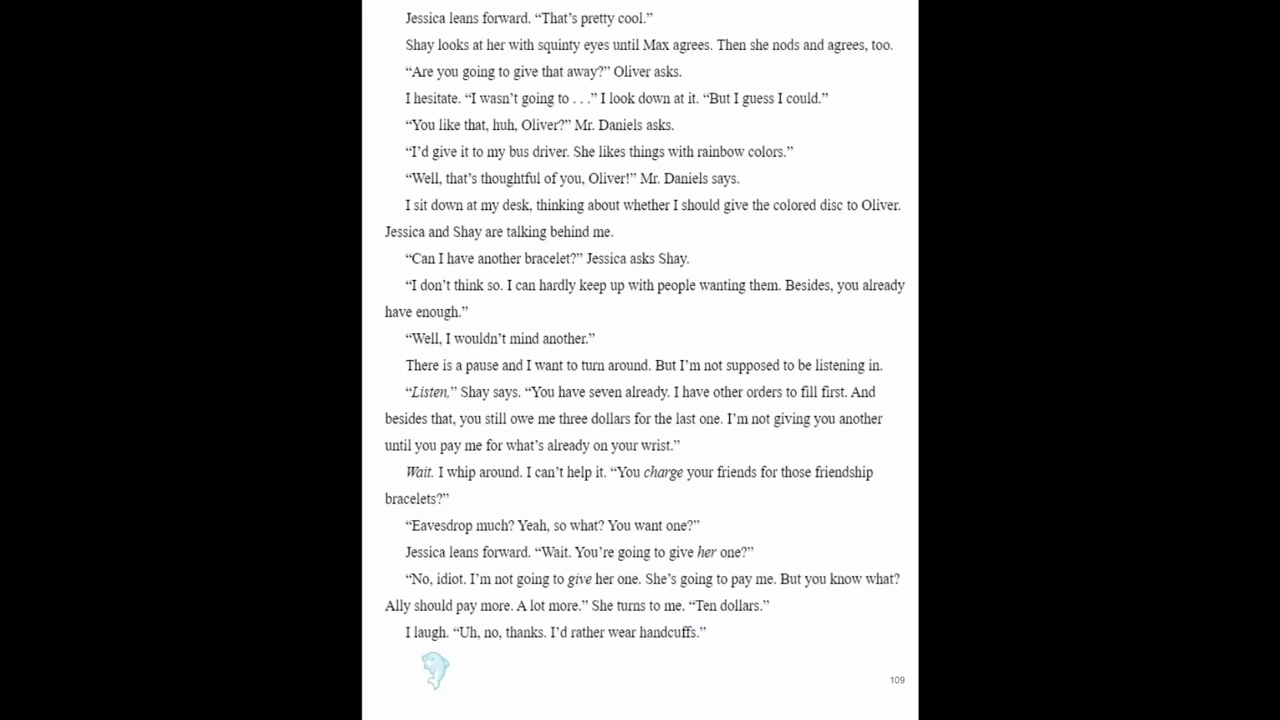 Jessica leans forward. “That’s pretty cool.”
Shay looks at her with squinty eyes until Max agrees. Then she nods and agrees, too.
“Are you going to give that away?” Oliver asks.
I hesitate. “I wasn’t going to . . .” I look down at it. “But I guess I could.”
“You like that, huh, Oliver?” Mr. Daniels asks.
“I’d give it to my bus driver. She likes things with rainbow colors.”
“Well, that’s thoughtful of you, Oliver!” Mr. Daniels says.
I sit down at my desk, thinking about whether I should give the colored disc to Oliver.
Jessica and Shay are talking behind me.
“Can I have another bracelet?” Jessica asks Shay.
“I don’t think so. I can hardly keep up with people wanting them. Besides, you already
have enough.”
“Well, I wouldn’t mind another.”
There is a pause and I want to turn around. But I’m not supposed to be listening in.
“Listen,” Shay says. “You have seven already. I have other orders to fill first. And
besides that, you still owe me three dollars for the last one. I’m not giving you another
until you pay me for what’s already on your wrist.”
Wait. I whip around. I can’t help it. “You charge your friends for those friendship
bracelets?”
“Eavesdrop much? Yeah, so what? You want one?”
Jessica leans forward. “Wait. You’re going to give her one?”
“No, idiot. I’m not going to give her one. She’s going to pay me. But you know what?
Ally should pay more. A lot more.” She turns to me. “Ten dollars.”
I laugh. “Uh, no, thanks. I’d rather wear handcuffs.”
109